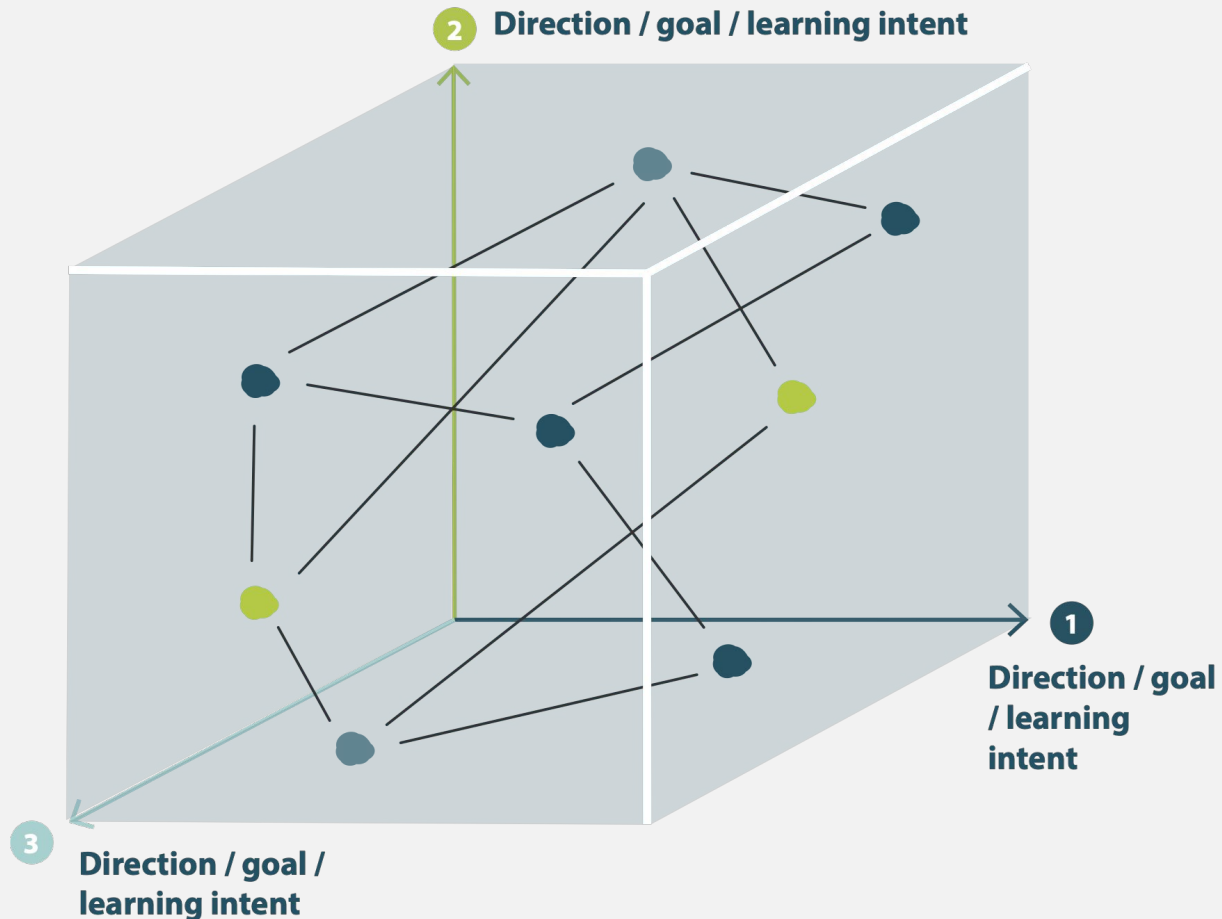 2 Direction / goal / learning intent
1
Direction / goal
/ learning
intent
3
Direction / goal /
learning intent